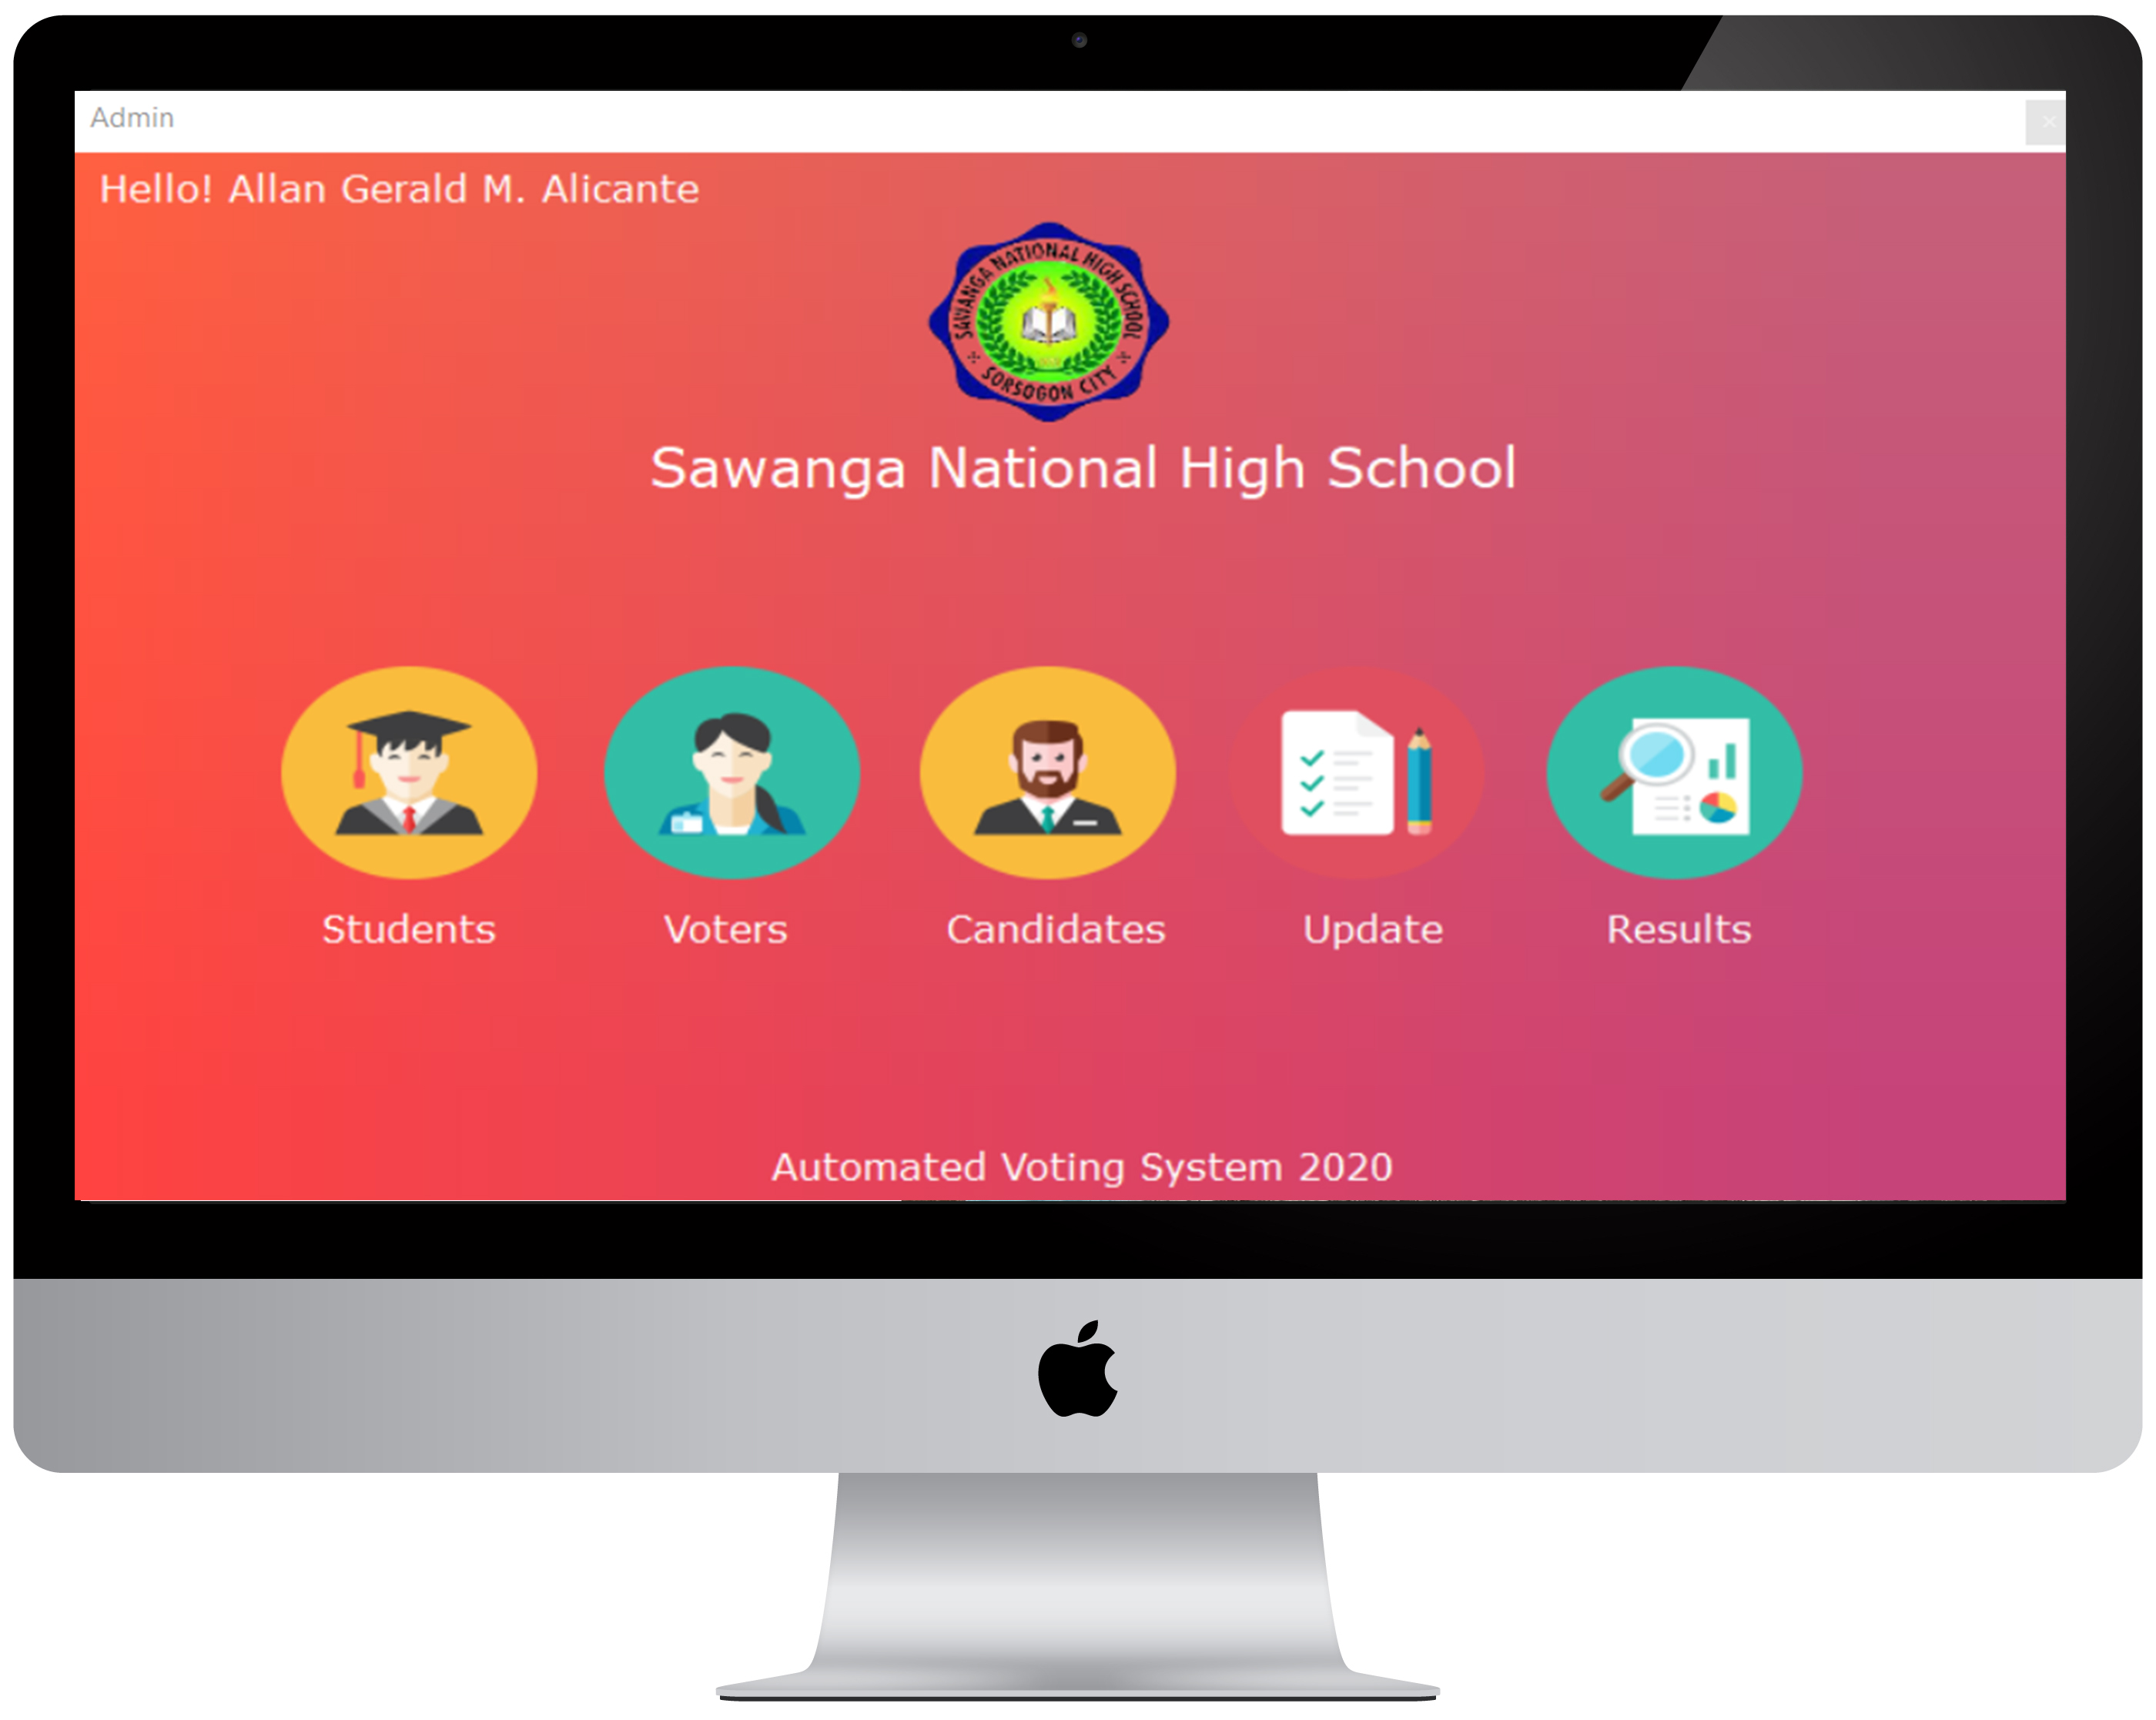 Admin
Hello! Allan Gerald M. Alicante
SAWANGA NATIONAL HIGH SCHOOL
SORSOGON CITY
Sawanga National High School
Students
Voters
Candidates
Update
Results
Automated Voting System 2020